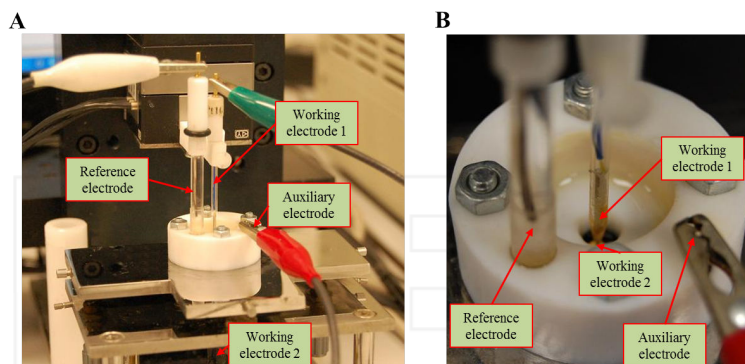 A
B
Working
electrode 1
Reference
electrode
Auxiliary
electrode
Working
electrode 2
Working
electrode 1
Working
electrode 2
Reference
electrode
Auxiliary
electrode